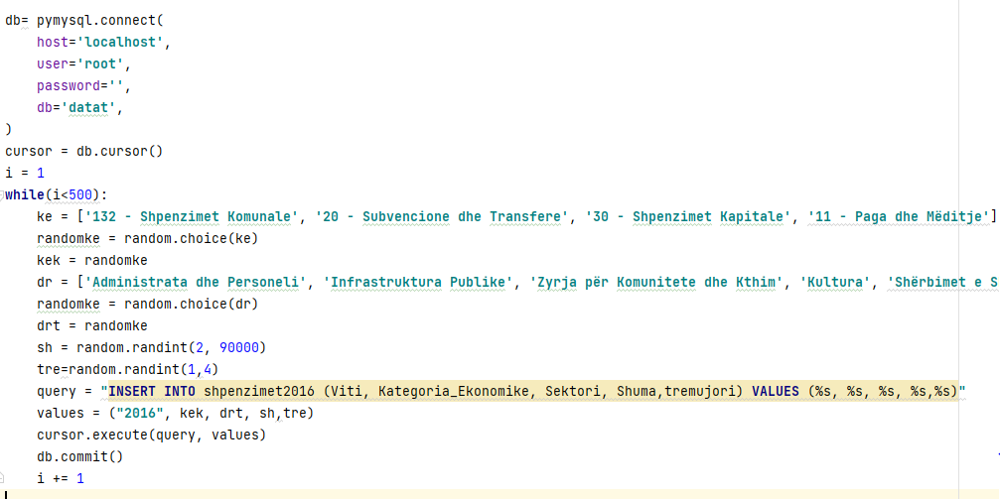 db= pymysql.connect(
    host='localhost',
    user='root',
    password='',
    db='datat',
)
cursor = db.cursor()
i = 1
while(i<500):
    ke = ['132 - Shpenzimet Komunale', '20 - Subvencione dhe Transfere', '30 - Shpenzimet Kapitale', '11 - Paga dhe Mëditje']
    randomke = random.choice(ke)
    kek = randomke
    dr = ['Administrata dhe Personeli', 'Infrastruktura Publike', 'Zyrja për Komunitete dhe Kthim', 'Kultura', 'Shërbimet e S
    randomke = random.choice(dr)
    drt = randomke
    sh = random.randint(2, 90000)
    tre=random.randint(1,4)
    query = "INSERT INTO shpenzimet2016 (Viti, Kategoria_Ekonomike, Sektori, Shuma,tremujori) VALUES (%s, %s, %s, %s,%s)"
    values = ("2016", kek, drt, sh,tre)
    cursor.execute(query, values)
    db.commit()
    i += 1